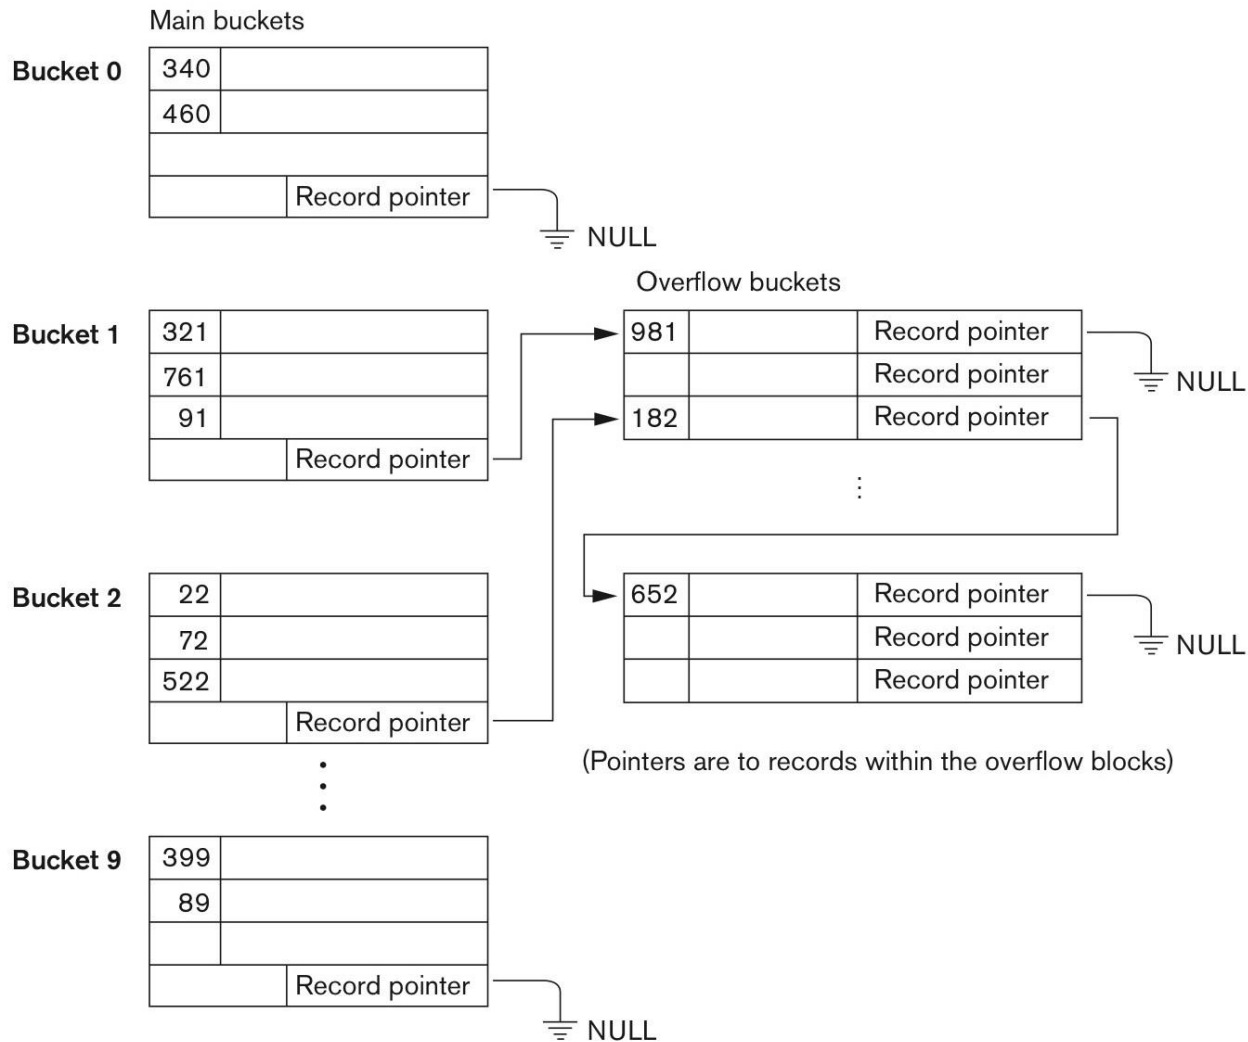 Main buckets
Bucket 0
340
460
Record pointer
NULL
Overflow buckets
Bucket 1
321
761
91
Record pointer
981 Record pointer
NULL
Record pointer
182 Record pointer
Bucket 2
22
72
522
Record pointer
652 Record pointer
NULL
Record pointer
Record pointer
(Pointers are to records within the overflow blocks)
Bucket 9
399
89
Record pointer
NULL